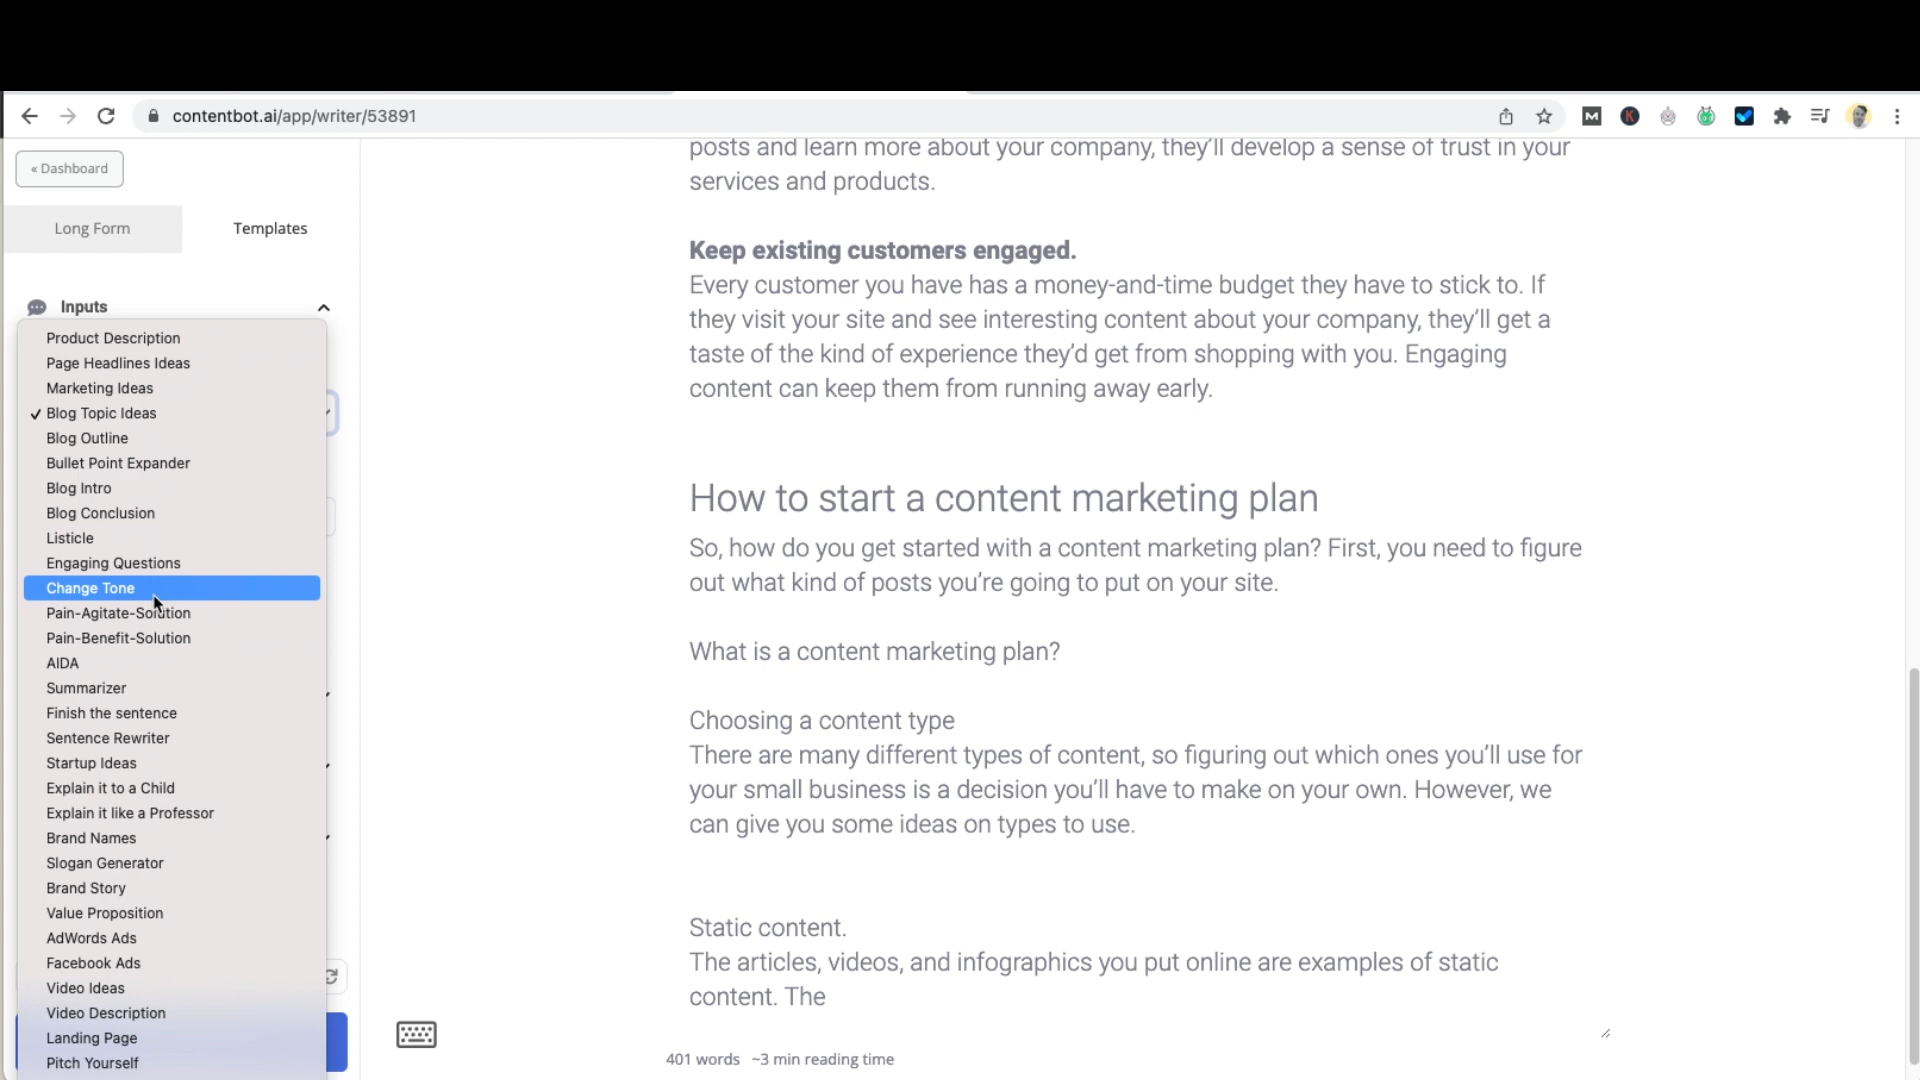 contentbot.ai/app/writer/53891
M
K
« Dashboard
Long Form
Templates
Inputs
Product Description
Page Headlines Ideas
Marketing Ideas
✓ Blog Topic Ideas
Blog Outline
Bullet Point Expander
Blog Intro
Blog Conclusion
Listicle
Engaging Questions
Change Tone
Pain-Agitate-Solution
Pain-Benefit-Solution
AIDA
Summarizer
Finish the sentence
Sentence Rewriter
Startup Ideas
Explain it to a Child
Explain it like a Professor
Brand Names
Slogan Generator
Brand Story
Value Proposition
AdWords Ads
Facebook Ads
Video Ideas
Video Description
Landing Page
Pitch Yourself
posts and learn more about your company, they'll develop a sense of trust in your
services and products.
Keep existing customers engaged.
Every customer you have has a money-and-time budget they have to stick to. If
they visit your site and see interesting content about your company, they'll get a
taste of the kind of experience they'd get from shopping with you. Engaging
content can keep them from running away early.
How to start a content marketing plan
So, how do you get started with a content marketing plan? First, you need to figure
out what kind of posts you're going to put on your site.
What is a content marketing plan?
Choosing a content type
There are many different types of content, so figuring out which ones you'll use for
your small business is a decision you'll have to make on your own. However, we
can give you some ideas on types to use.
Static content.
The articles, videos, and infographics you put online are examples of static
content. The
401 words ~3 min reading time